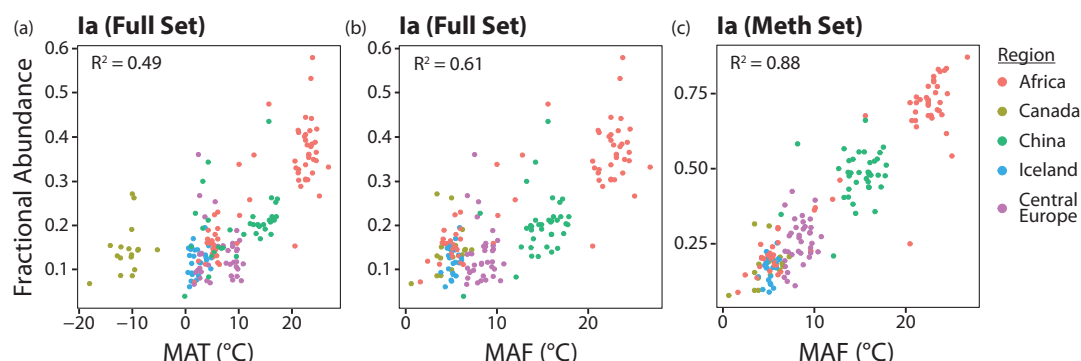 (a) Ia (Full Set)
(b) Ia (Full Set)
(c) Ia (Meth Set)
R² = 0.49
R² = 0.61
R² = 0.88
Fractional Abundance
0.6
0.5
0.4
0.3
0.2
0.1
−20 −10 0 10 20
MAT (°C)
0.6
0.5
0.4
0.3
0.2
0.1
0 10 20
MAF (°C)
0.75
0.50
0.25
0 10 20
MAF (°C)
Region
Africa
Canada
China
Iceland
Central
Europe